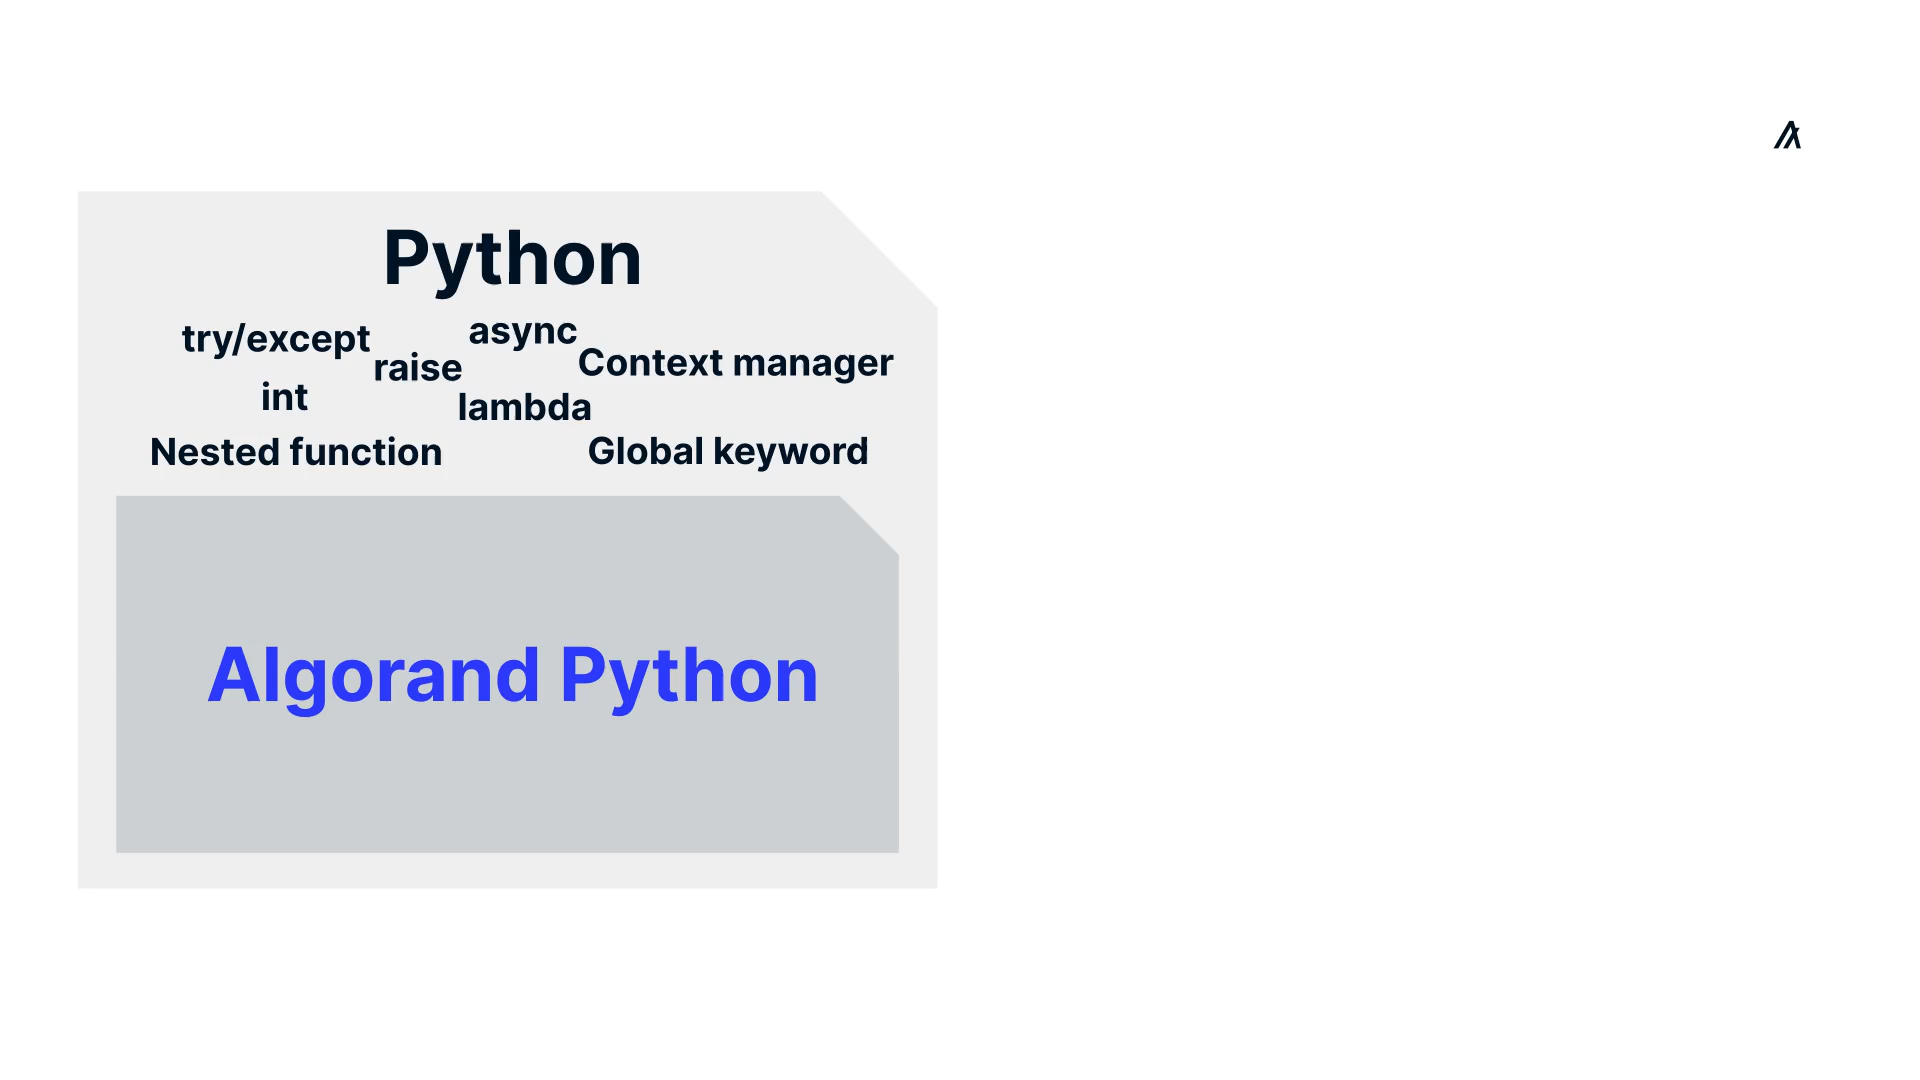 Python
try/except
async
raise
Context manager
int
lambda
Nested function
Global keyword
Algorand Python